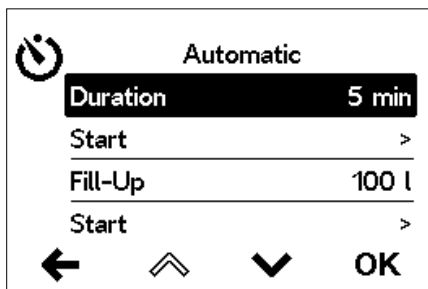 Automatic
Duration 5 min
Start >
Fill-Up 100 l
Start >
OK